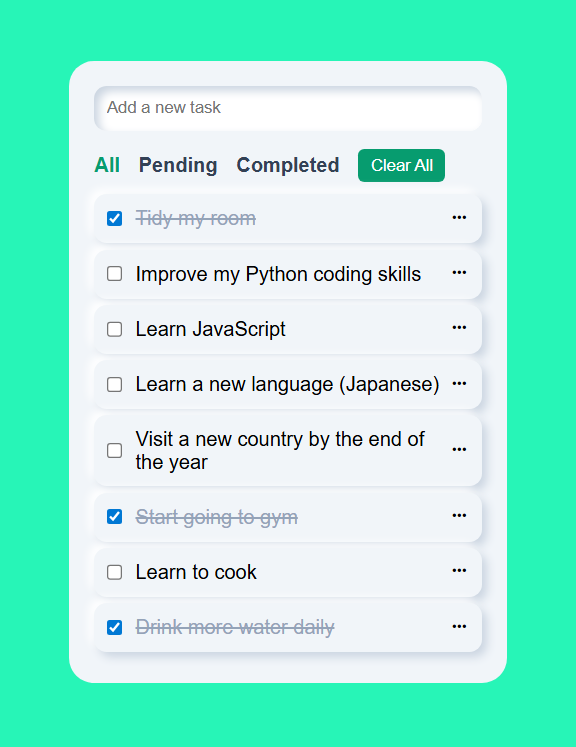 Add a new task
All Pending Completed Clear All
Tidy my room
Improve my Python coding skills
Learn JavaScript
Learn a new language (Japanese)
Visit a new country by the end of
the year
Start going to gym
Learn to cook
Drink more water daily